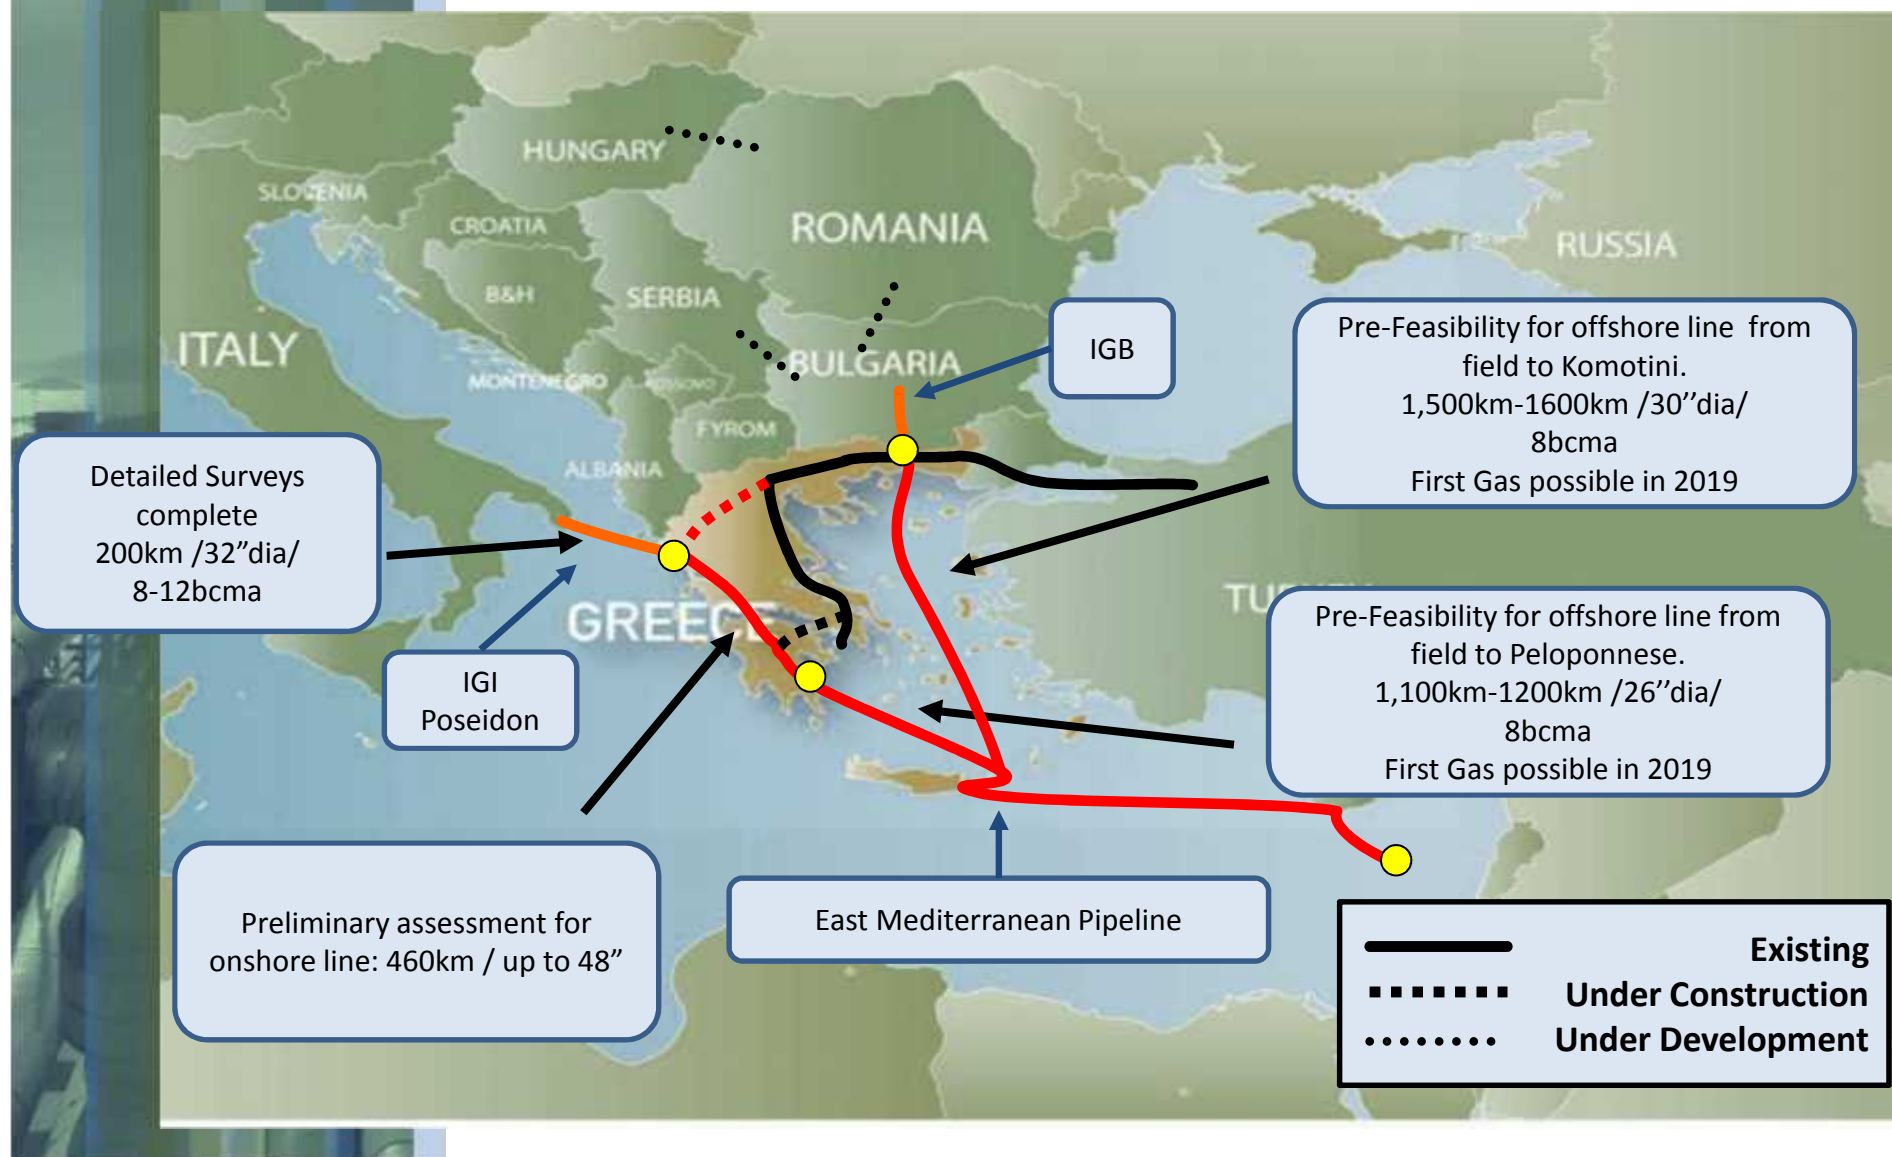 HUNGARY
SLOVENIA
CROATIA
ROMANIA
RUSSIA
B&H
SERBIA
ITALY
BULGARIA
MONTENEGRO
KOSSOVO
FYROM
ALBANIA
GREECE
IGB
Pre-Feasibility for offshore line from
field to Komotini.
1,500km-1600km /30’’dia/
8bcma
First Gas possible in 2019
Detailed Surveys
complete
200km /32”dia/
8-12bcma
IGI
Poseidon
Pre-Feasibility for offshore line from
field to Peloponnese.
1,100km-1200km /26’’dia/
8bcma
First Gas possible in 2019
Preliminary assessment for
onshore line: 460km / up to 48”
East Mediterranean Pipeline
Existing
Under Construction
Under Development